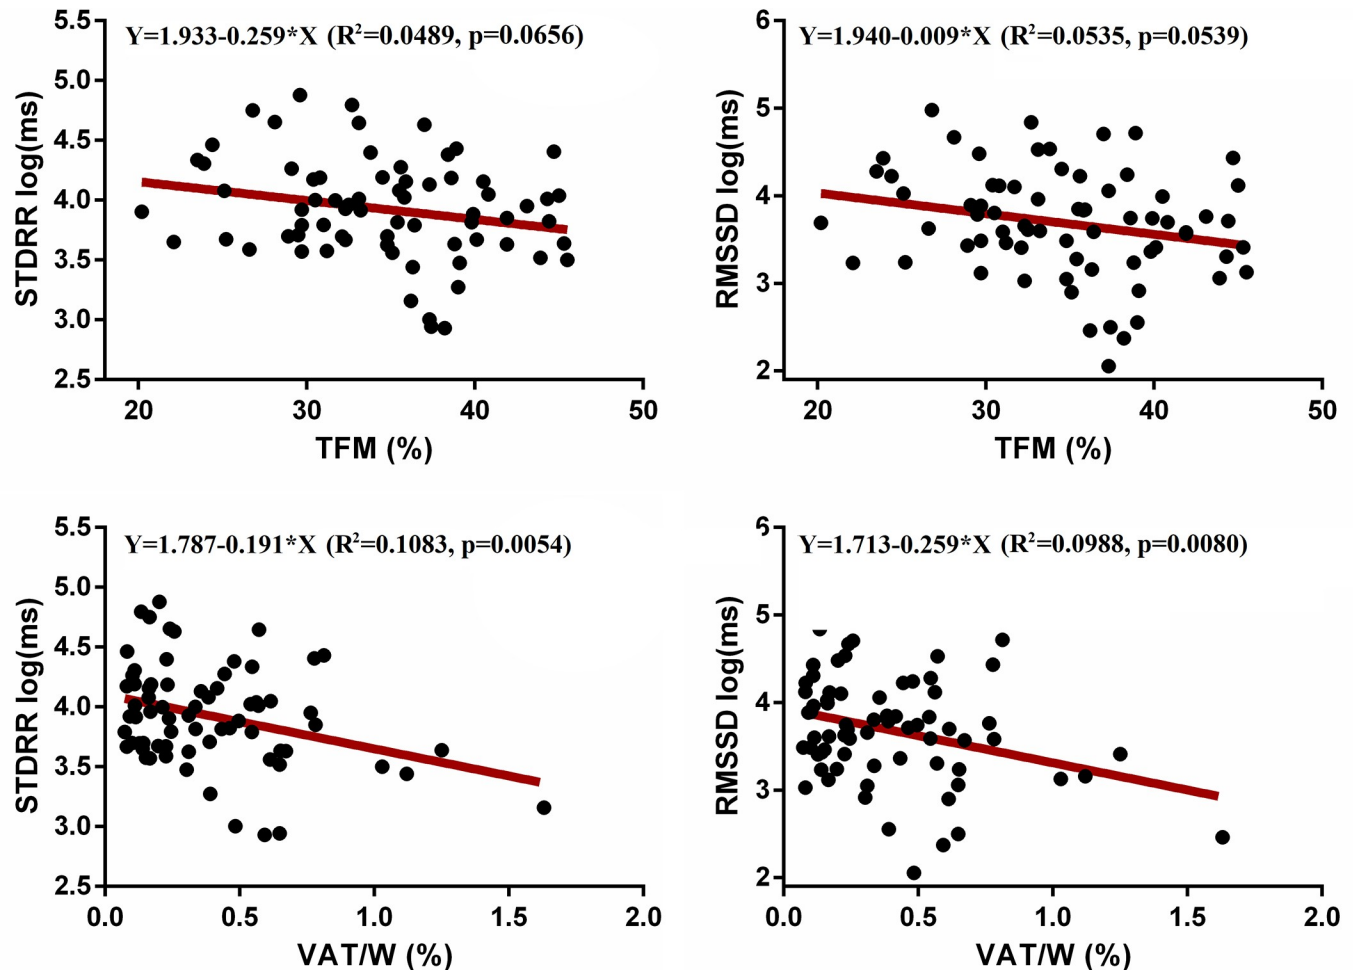 Y=1.933-0.259*X (R²=0.0489, p=0.0656)
5.5
5.0
4.5
4.0
3.5
3.0
2.5
STDRR log(ms)
20 30 40 50
TFM (%)
Y=1.940-0.009*X (R²=0.0535, p=0.0539)
6
5
4
3
2
RMSSD log(ms)
20 30 40 50
TFM (%)
Y=1.787-0.191*X (R²=0.1083, p=0.0054)
5.5
5.0
4.5
4.0
3.5
3.0
2.5
STDRR log(ms)
0.0 0.5 1.0 1.5 2.0
VAT/W (%)
Y=1.713-0.259*X (R²=0.0988, p=0.0080)
6
5
4
3
2
RMSSD log(ms)
0.0 0.5 1.0 1.5 2.0
VAT/W (%)